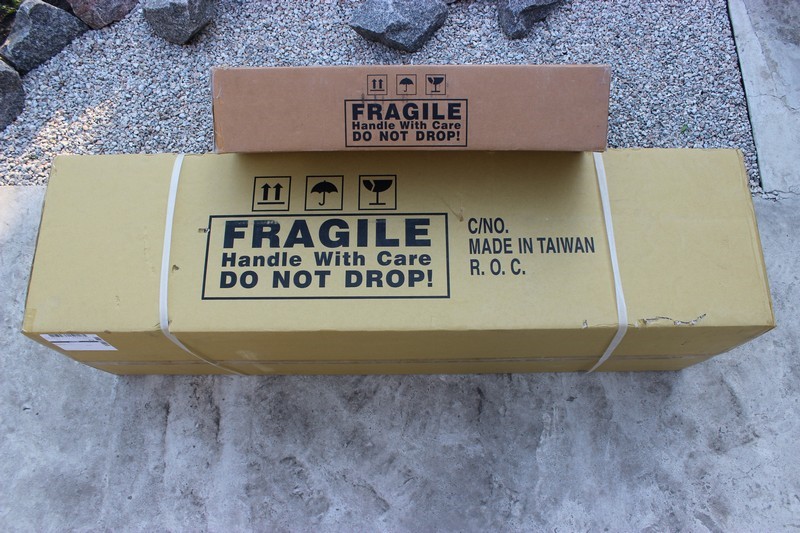 FRAGILE
Handle With Care
DO NOT DROP!
FRAGILE
Handle With Care
DO NOT DROP!
C/NO.
MADE IN TAIWAN
R. O. C.